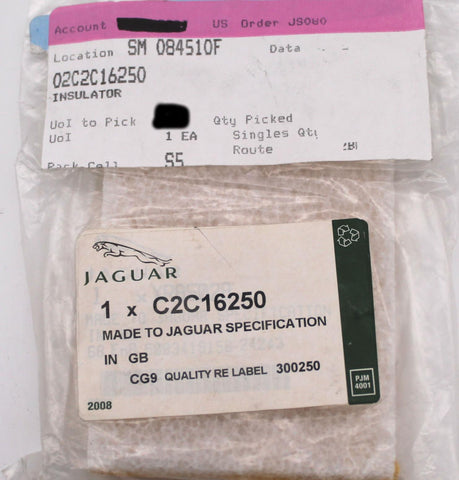 Account US Order JS080
Location SM 084510F Data
02C2C16250
INSULATOR
UoI to Pick Qty Picked
UoI 1 EA Singles Qty
Route
Pack Cell S5
JAGUAR
1 x C2C16250
MADE TO JAGUAR SPECIFICATION
IN GB
CG9 QUALITY RE LABEL 300250
2008
PJM
4001